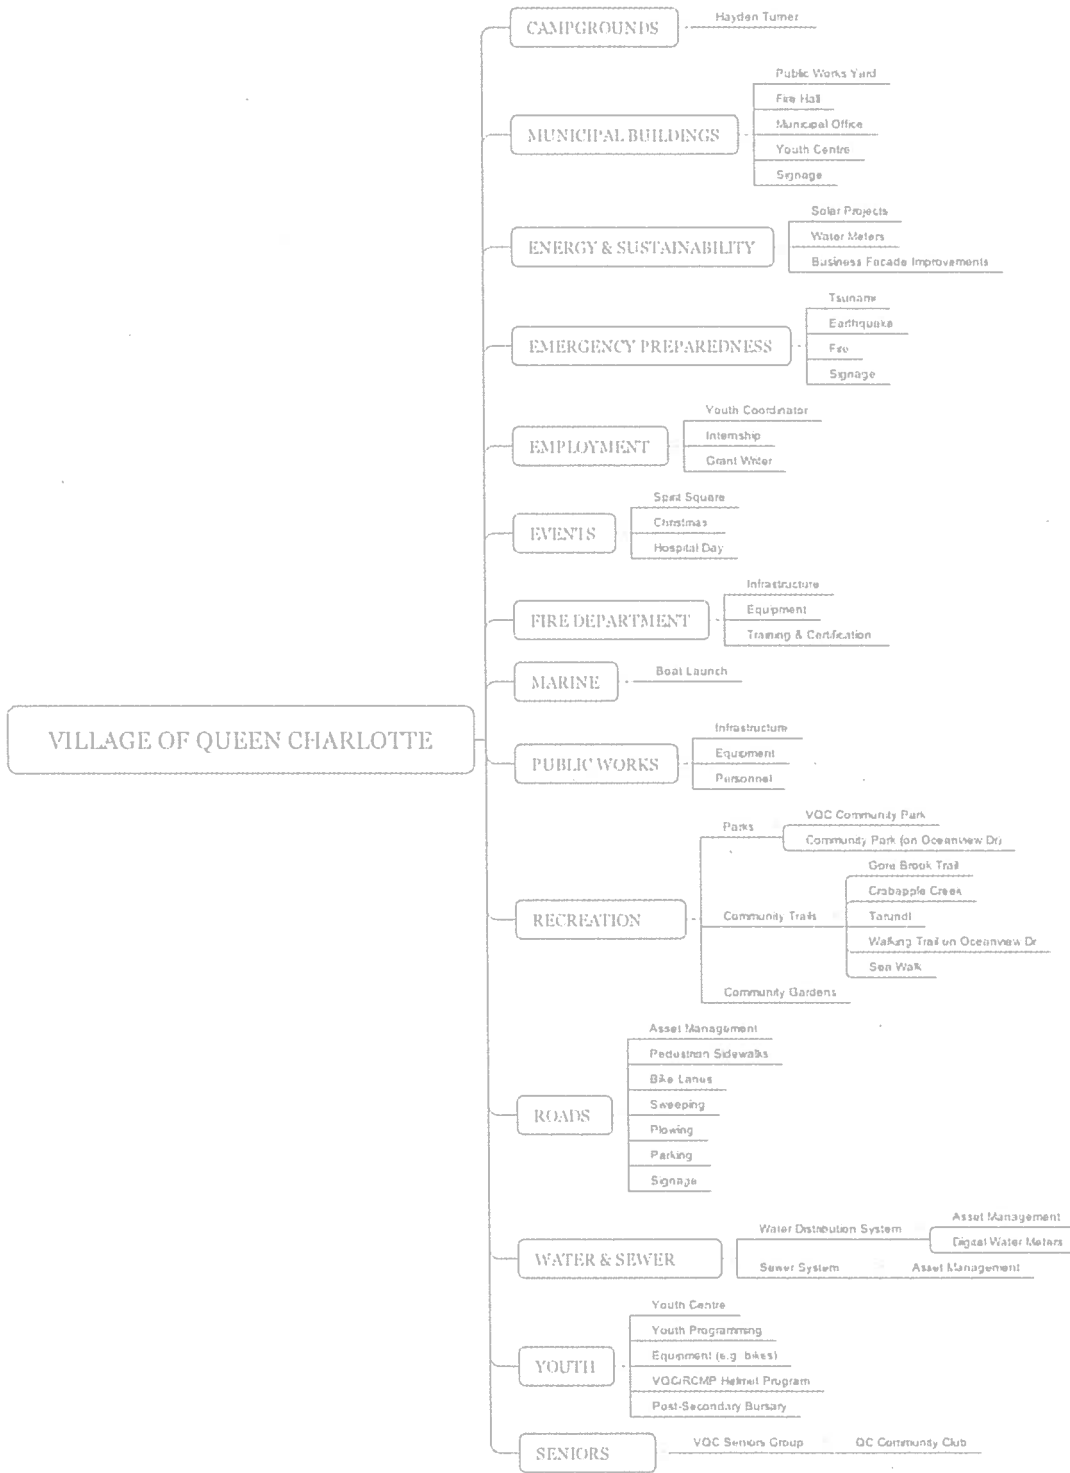 CAMPGROUNDS
Hayden Turner
MUNICIPAL BUILDINGS
Public Works Yard
Fire Hall
Municipal Office
Youth Centre
Signage
ENERGY & SUSTAINABILITY
Solar Projects
Water Meters
Business Facade Improvements
EMERGENCY PREPAREDNESS
Tsunami
Earthquake
Fire
Signage
EMPLOYMENT
Youth Coordinator
Internship
Grant Writer
EVENTS
Spirit Square
Christmas
Hospital Day
FIRE DEPARTMENT
Infrastructure
Equipment
Training & Certification
MARINE
Boat Launch
VILLAGE OF QUEEN CHARLOTTE
PUBLIC WORKS
Infrastructure
Equipment
Personnel
RECREATION
Parks
VQC Community Park
Community Park (on Oceanview Dr)
Community Trails
Gore Brook Trail
Crabapple Creek
Tarundl
Walking Trail on Oceanview Dr
Sea Walk
Community Gardens
ROADS
Asset Management
Pedestrian Sidewalks
Bike Lanes
Sweeping
Plowing
Parking
Signage
WATER & SEWER
Water Distribution System
Asset Management
Digital Water Meters
Sewer System
Asset Management
YOUTH
Youth Centre
Youth Programming
Equipment (e.g. bikes)
VQC/RCMP Helmet Program
Post-Secondary Bursary
SENIORS
VQC Seniors Group
QC Community Club